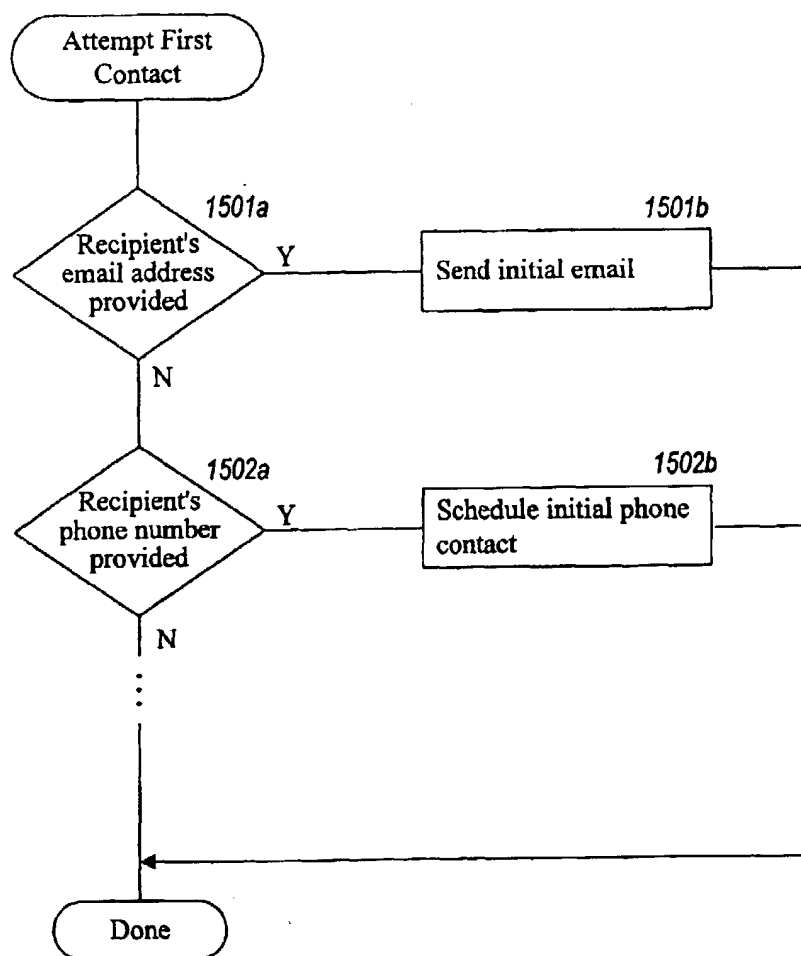 Attempt First
Contact
1501a
Recipient's
email address
provided
Y
1501b
Send initial email
N
1502a
Recipient's
phone number
provided
Y
1502b
Schedule initial phone
contact
N
Done